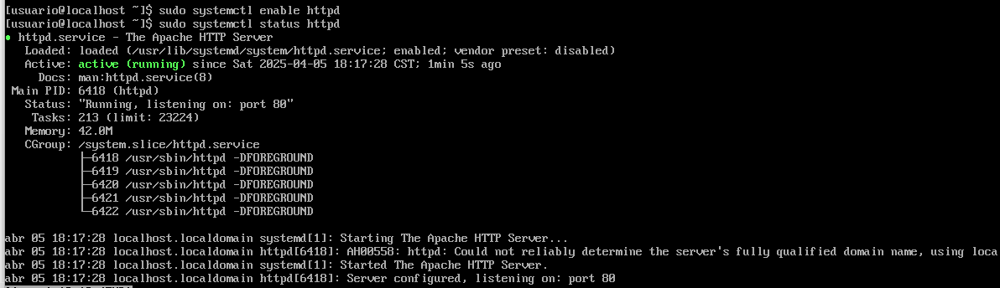 [usuario@localhost ~]$ sudo systemctl enable httpd
[usuario@localhost ~]$ sudo systemctl status httpd
● httpd.service - The Apache HTTP Server
   Loaded: loaded (/usr/lib/systemd/system/httpd.service; enabled; vendor preset: disabled)
   Active: active (running) since Sat 2025-04-05 18:17:28 CST; 1min 5s ago
     Docs: man:httpd.service(8)
 Main PID: 6418 (httpd)
   Status: "Running, listening on: port 80"
    Tasks: 213 (limit: 23224)
   Memory: 42.0M
   CGroup: /system.slice/httpd.service
           ├─6418 /usr/sbin/httpd -DFOREGROUND
           ├─6419 /usr/sbin/httpd -DFOREGROUND
           ├─6420 /usr/sbin/httpd -DFOREGROUND
           ├─6421 /usr/sbin/httpd -DFOREGROUND
           └─6422 /usr/sbin/httpd -DFOREGROUND
abr 05 18:17:28 localhost.localdomain systemd[1]: Starting The Apache HTTP Server...
abr 05 18:17:28 localhost.localdomain httpd[6418]: AH00558: httpd: Could not reliably determine the server's fully qualified domain name, using loca
abr 05 18:17:28 localhost.localdomain systemd[1]: Started The Apache HTTP Server.
abr 05 18:17:28 localhost.localdomain httpd[6418]: Server configured, listening on: port 80